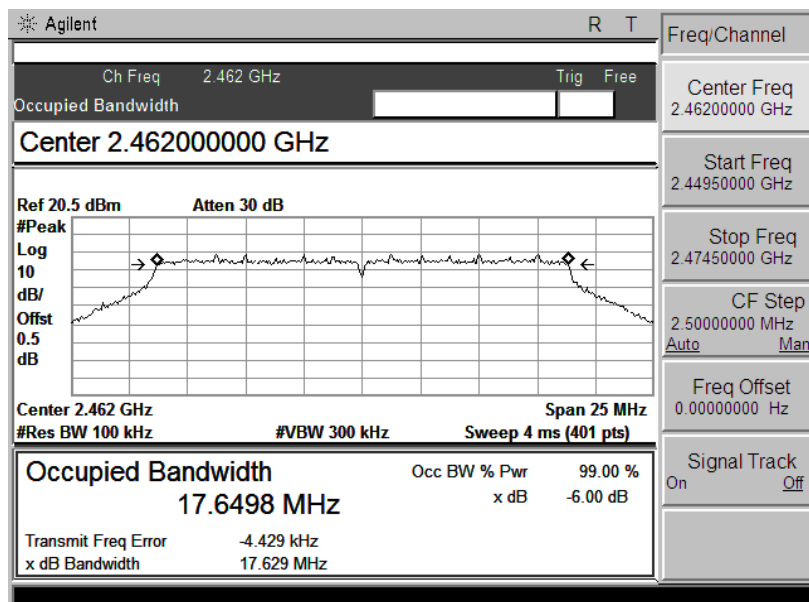 Agilent R T
Freq/Channel
Ch Freq 2.462 GHz Trig Free
Occupied Bandwidth
Center 2.462000000 GHz
Ref 20.5 dBm Atten 30 dB
#Peak
Log
10
dB/
Offst
0.5
dB
Center 2.462 GHz Span 25 MHz
#Res BW 100 kHz #VBW 300 kHz Sweep 4 ms (401 pts)
Occupied Bandwidth
17.6498 MHz
Occ BW % Pwr 99.00 %
x dB -6.00 dB
Transmit Freq Error -4.429 kHz
x dB Bandwidth 17.629 MHz
Center Freq
2.46200000 GHz
Start Freq
2.44950000 GHz
Stop Freq
2.47450000 GHz
CF Step
2.50000000 MHz
Auto Man
Freq Offset
0.00000000 Hz
Signal Track
On Off